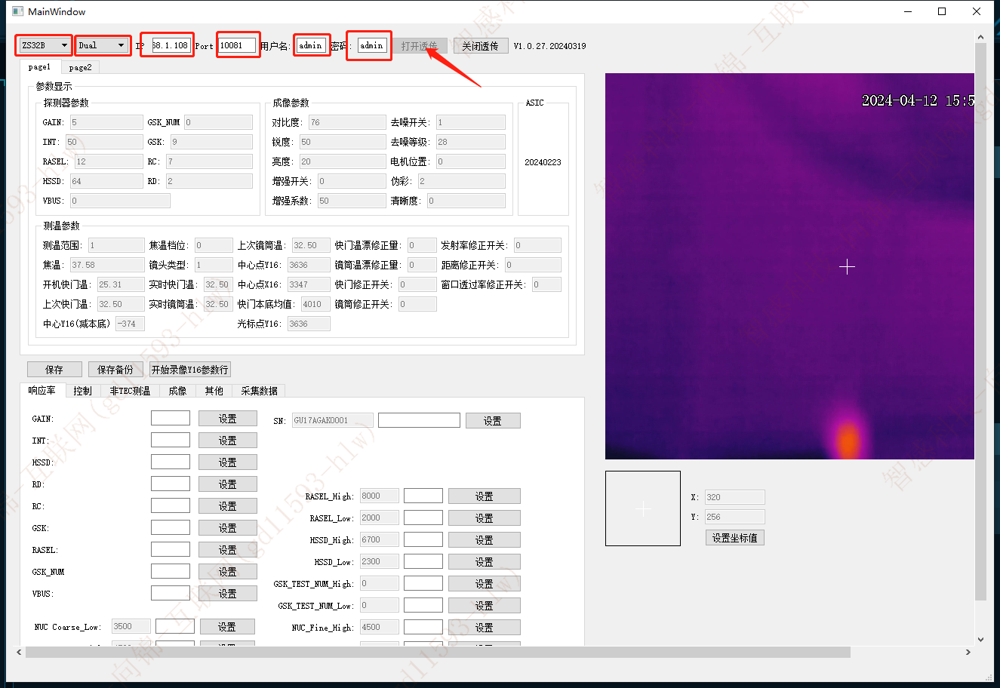 MainWindow
ZS32B Dual 58.1.108 Port 10081 用户名: admin 密码: admin 打开透传 关闭透传 V1.0.27.20240319
page1 page2
参数显示
探测器参数 成像参数 ASIC
GAIN: 5 GSK_NUM 0 对比度: 76 去噪开关: 1
INT: 50 GSK: 9 锐度: 50 去噪等级: 28
RASEL: 12 RC: 7 亮度: 20 电机位置: 0 20240223
HSSD: 64 RD: 2 增强开关: 0 伪彩: 2
VBUS: 0 增强系数: 50 清晰度: 0
测温参数
测温范围: 1 焦温档位: 0 上次镜筒温: 32.50 快门温漂修正量: 0 发射率修正开关: 0
焦温: 37.58 镜头类型: 1 中心点Y16: 3636 镜筒温漂修正量: 0 距离修正开关: 0
开机快门温: 25.31 实时快门温: 32.50 中心点X16: 3347 快门修正开关: 0 窗口透过率修正开关: 0
上次快门温: 32.50 实时镜筒温: 32.50 快门本底均值: 4010 镜筒修正开关: 0
中心Y16(减本底) -374 光标点Y16: 3636
2024-04-12 15:5
保存 保存备份 开始录像Y16参数行
响应率 控制 非TEC测温 成像 其他 采集数据
GAIN: 设置 SN: GU17AGAK0001 设置
INT: 设置
HSSD: 设置
RD: 设置
RC: 设置 RASEL_High: 8000 设置
GSK: 设置 RASEL_Low: 2000 设置
RASEL: 设置 HSSD_High: 6700 设置
GSK_NUM 设置 HSSD_Low: 2300 设置
VBUS: 设置 GSK_TEST_NUM_High: 0 设置
GSK_TEST_NUM_Low: 0 设置
NUC Coarse_Low: 3500 设置 NUC_Fine_High: 4500 设置
X: 320
Y: 256
设置坐标值